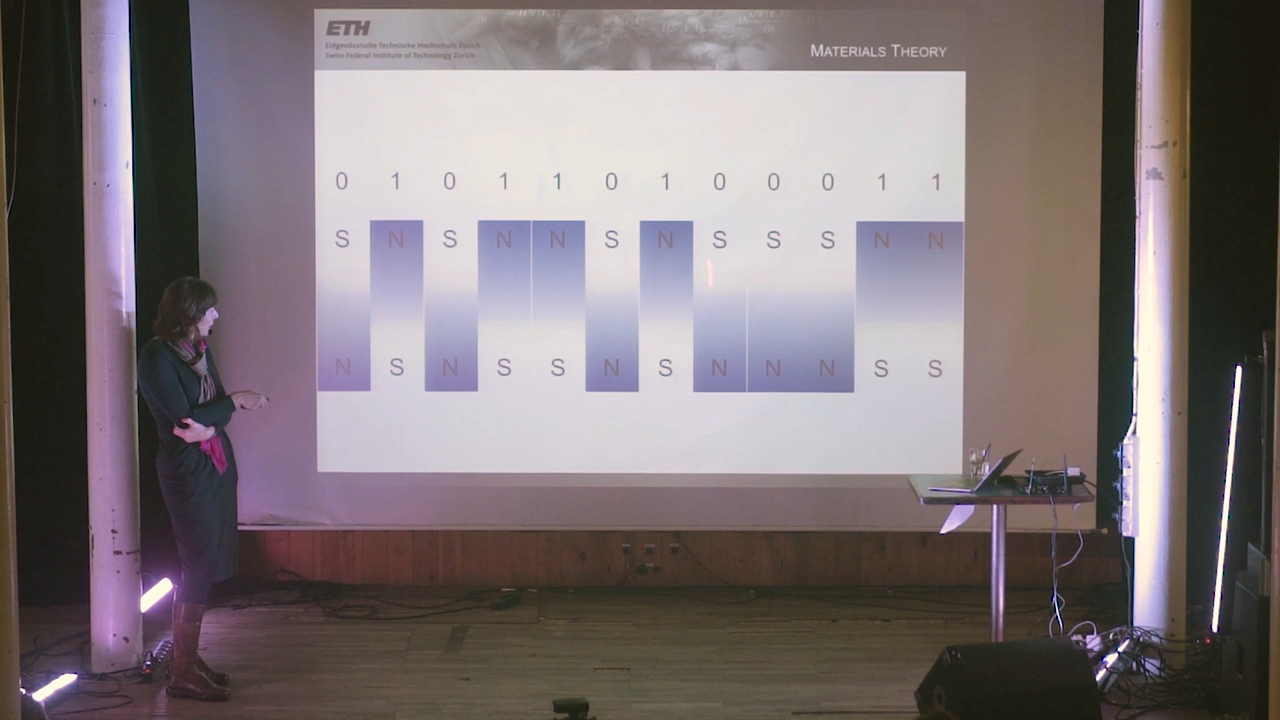 ETH
Eidgenössische Technische Hochschule Zürich
Swiss Federal Institute of Technology Zurich
MATERIALS THEORY
0 1 0 1 1 0 1 0 0 0 1 1
S N S N N S N S S S N N
N S N S S N S N N N S S